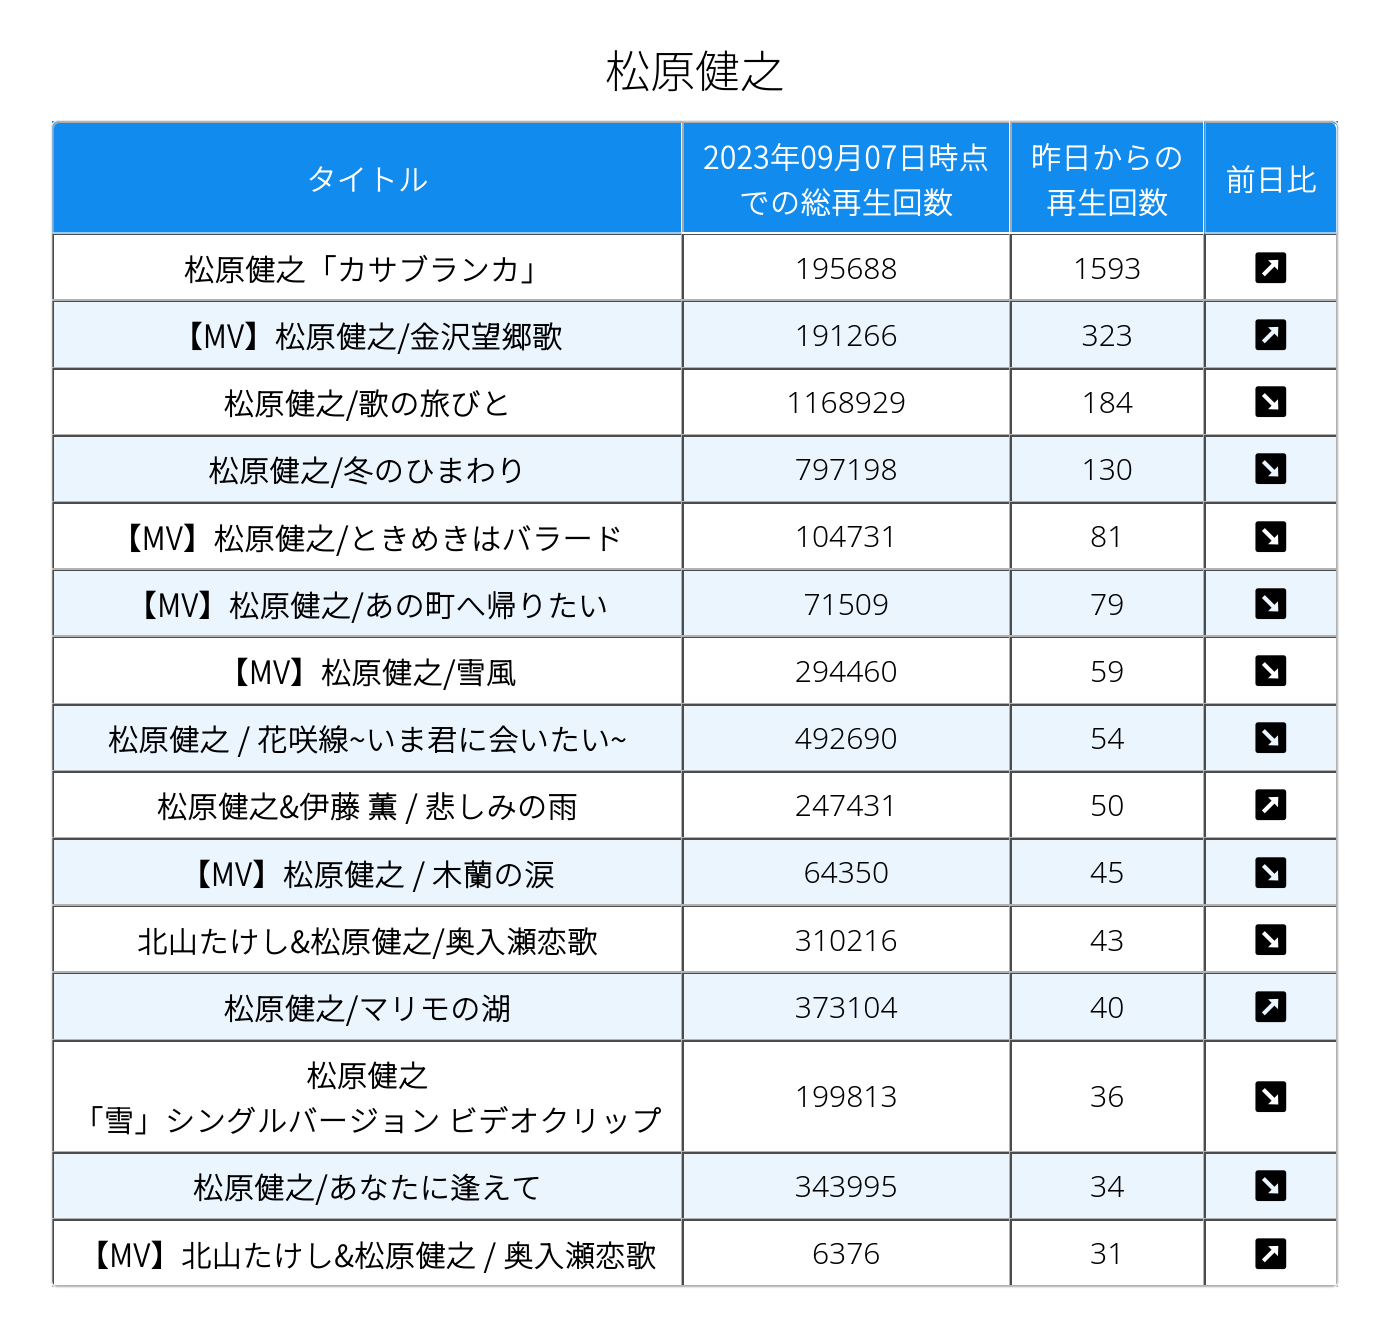 松原健之
タイトル
2023年09月07日時点
での総再生回数
昨日からの
再生回数
前日比
松原健之「カサブランカ」 195688 1593
【MV】松原健之/金沢望郷歌 191266 323
松原健之/歌の旅びと 1168929 184
松原健之/冬のひまわり 797198 130
【MV】松原健之/ときめきはバラード 104731 81
【MV】松原健之/あの町へ帰りたい 71509 79
【MV】松原健之/雪風 294460 59
松原健之 / 花咲線~いま君に会いたい~ 492690 54
松原健之&伊藤 薫 / 悲しみの雨 247431 50
【MV】松原健之 / 木蘭の涙 64350 45
北山たけし&松原健之/奥入瀬恋歌 310216 43
松原健之/マリモの湖 373104 40
松原健之
「雪」シングルバージョン ビデオクリップ 199813 36
松原健之/あなたに逢えて 343995 34
【MV】北山たけし&松原健之 / 奥入瀬恋歌 6376 31